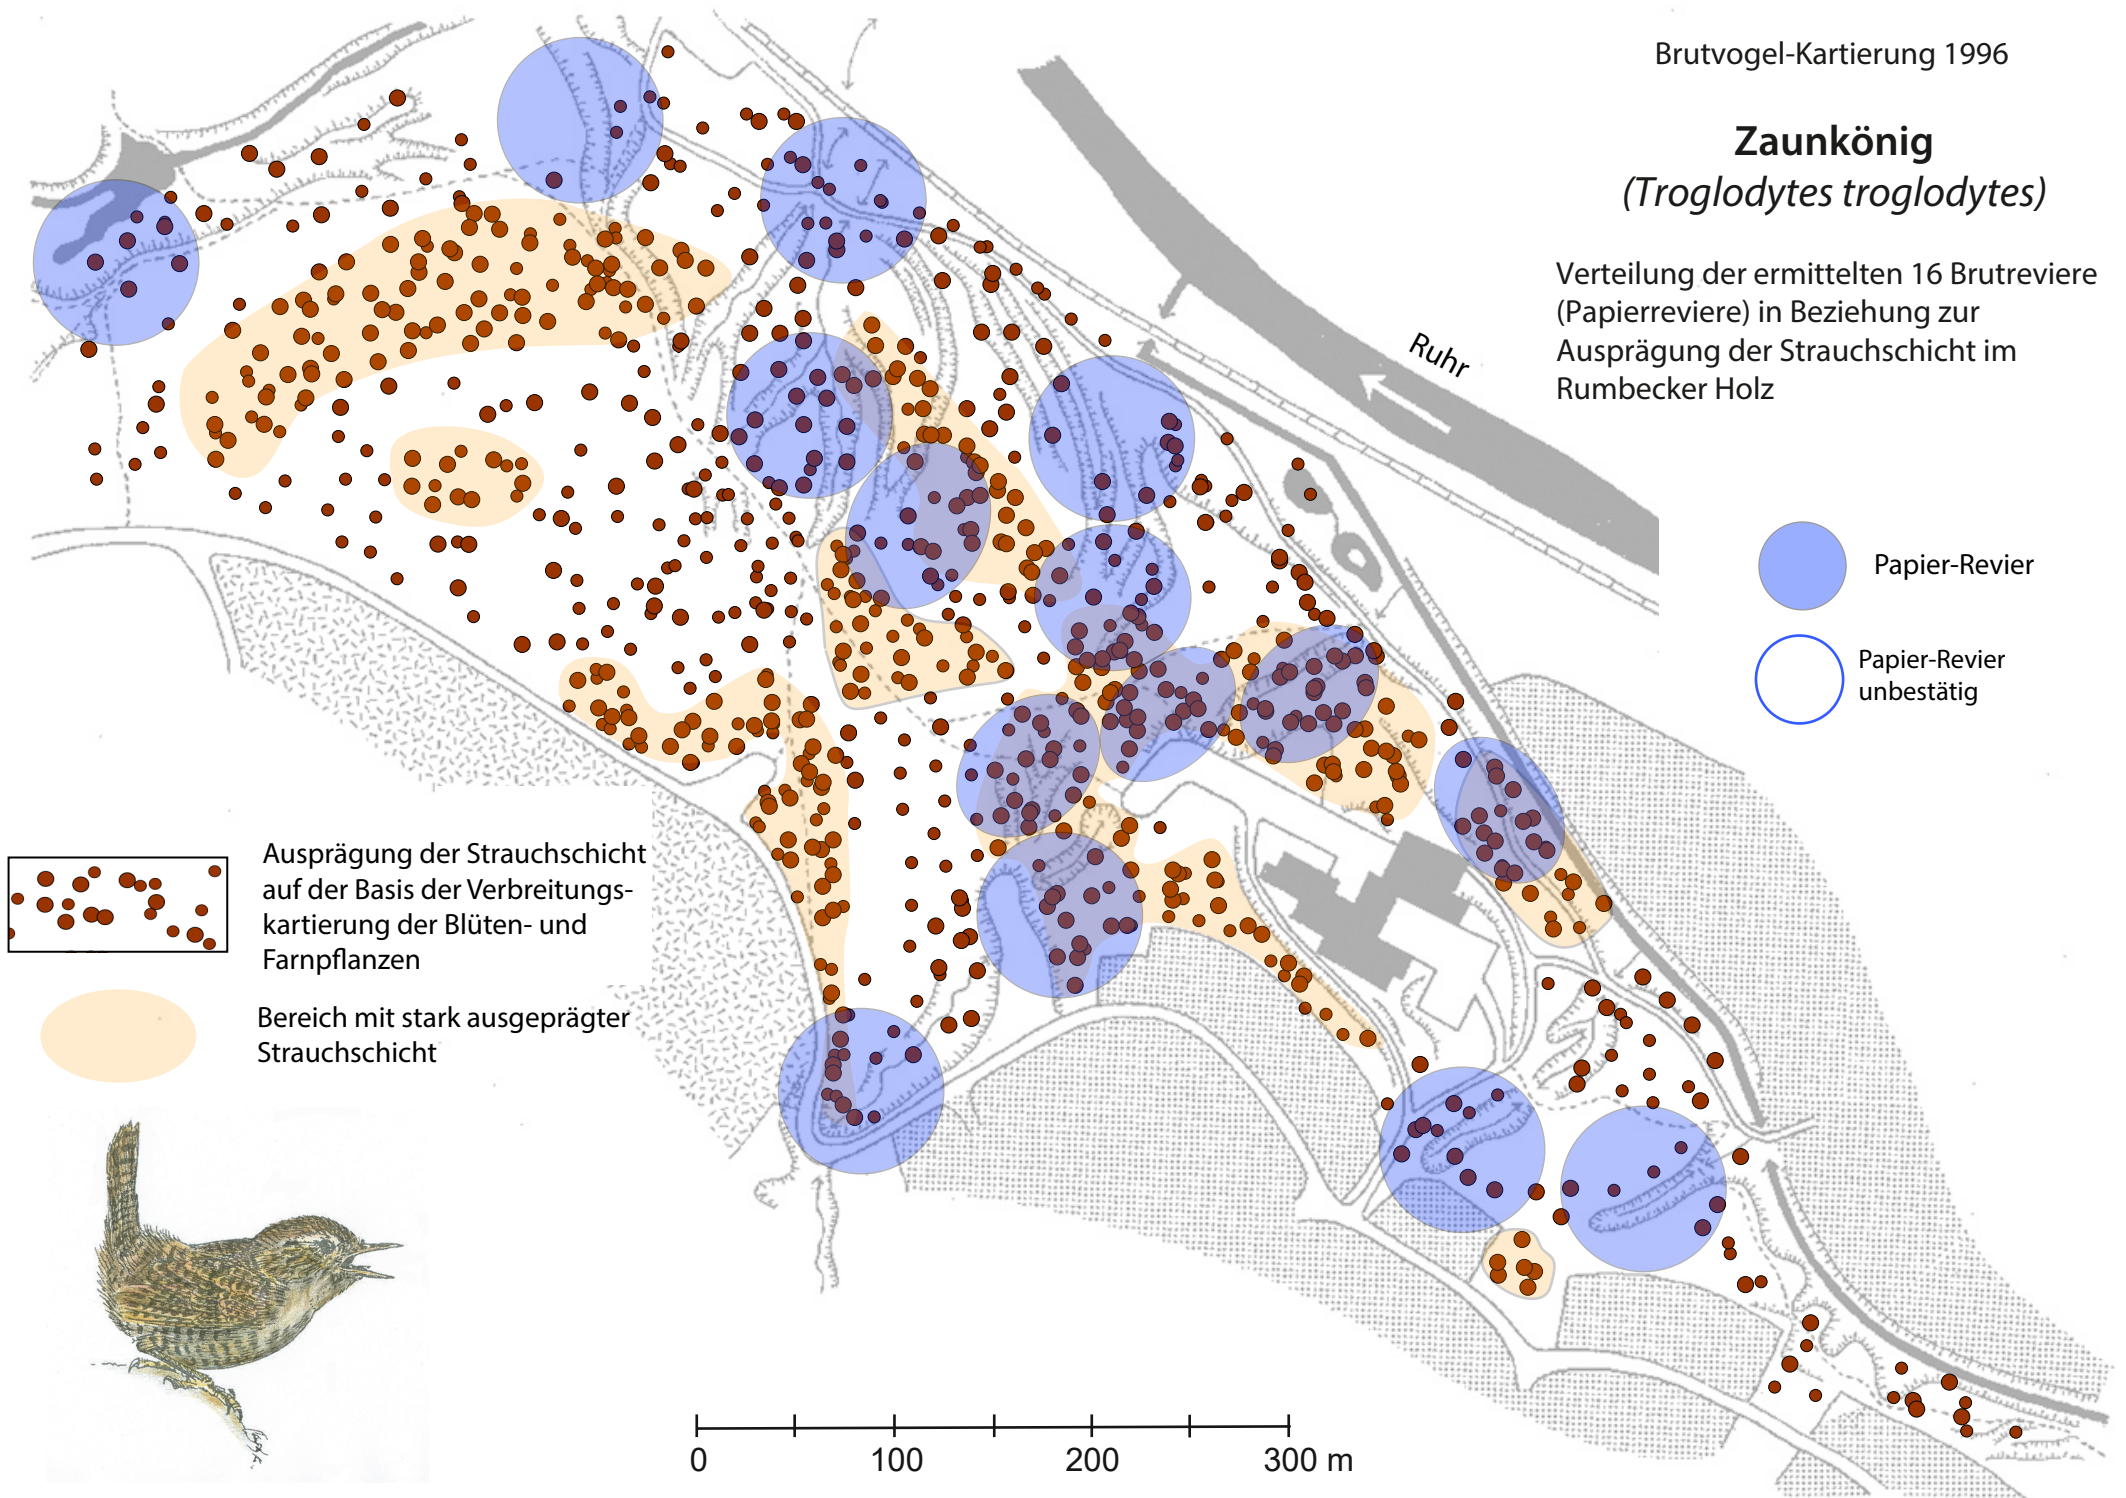 Brutvogel-Kartierung 1996
Zaunkönig
(Troglodytes troglodytes)
Verteilung der ermittelten 16 Brutreviere
(Papierreviere) in Beziehung zur
Ausprägung der Strauchschicht im
Rumbecker Holz
Ruhr
Papier-Revier
Papier-Revier
unbestätig
Ausprägung der Strauchschicht
auf der Basis der Verbreitungs-
kartierung der Blüten- und
Farnpflanzen
Bereich mit stark ausgeprägter
Strauchschicht
0 100 200 300 m